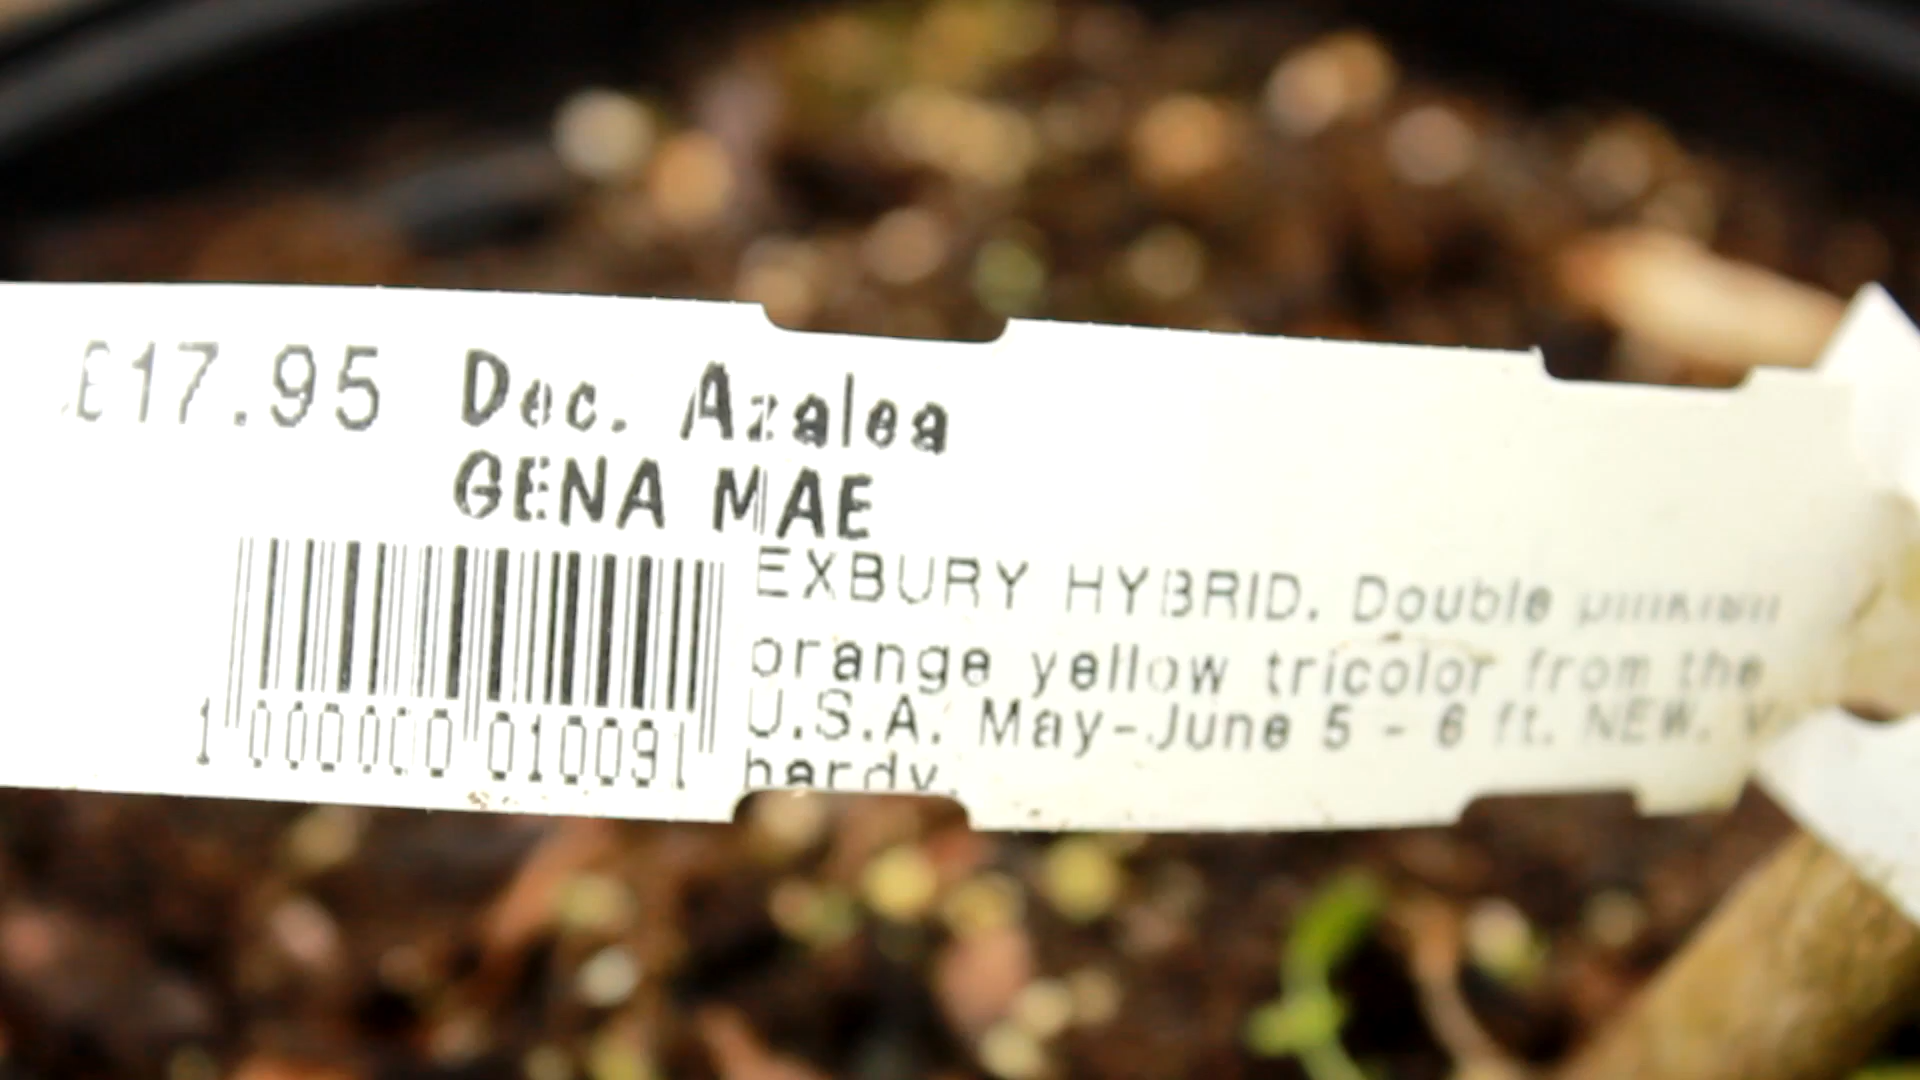 £17.95 Dec. Azalea
GENA MAE
EXBURY HYBRID. Double
orange yellow tricolor from the
U.S.A. May-June 5 - 6 ft. NEW.
hardy.
1 000000 010091